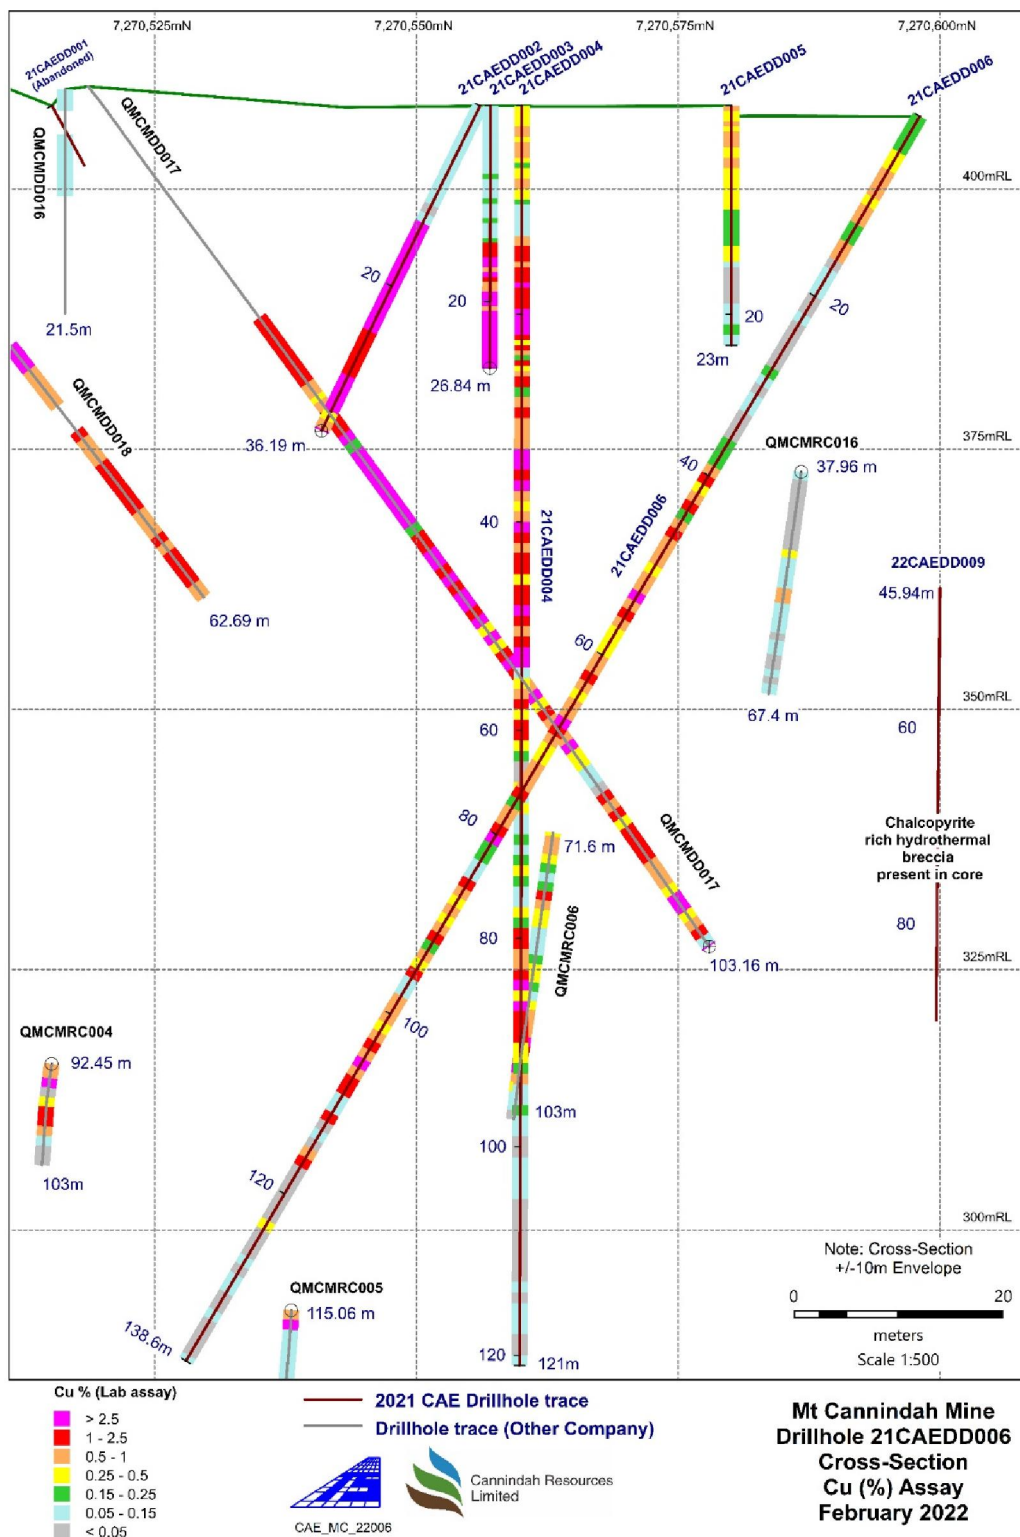 7,270,525mN
7,270,550mN
7,270,575mN
7,270,600mN
21CAEDD001
(Abandoned)
21CAEDD002
21CAEDD003
21CAEDD004
21CAEDD005
21CAEDD006
QMCMDD016
QMCMDD017
400mRL
20
20
20
20
21.5m
26.84 m
23m
QMCMDD018
36.19 m
QMCMRC016
37.96 m
375mRL
40
40
21CAEDD004
21CAEDD006
22CAEDD009
45.94m
62.69 m
60
67.4 m
350mRL
60
60
80
71.6 m
QMCMDD017
Chalcopyrite
rich hydrothermal
breccia
present in core
80
80
QMCMRC006
103.16 m
325mRL
100
QMCMRC004
92.45 m
103m
103m
100
120
300mRL
Note: Cross-Section
+/-10m Envelope
QMCMRC005
115.06 m
0
20
meters
Scale 1:500
138.6m
120
121m
Cu % (Lab assay)
> 2.5
1 - 2.5
0.5 - 1
0.25 - 0.5
0.15 - 0.25
0.05 - 0.15
< 0.05
2021 CAE Drillhole trace
Drillhole trace (Other Company)
CAE_MC_22006
Cannindah Resources
Limited
Mt Cannindah Mine
Drillhole 21CAEDD006
Cross-Section
Cu (%) Assay
February 2022